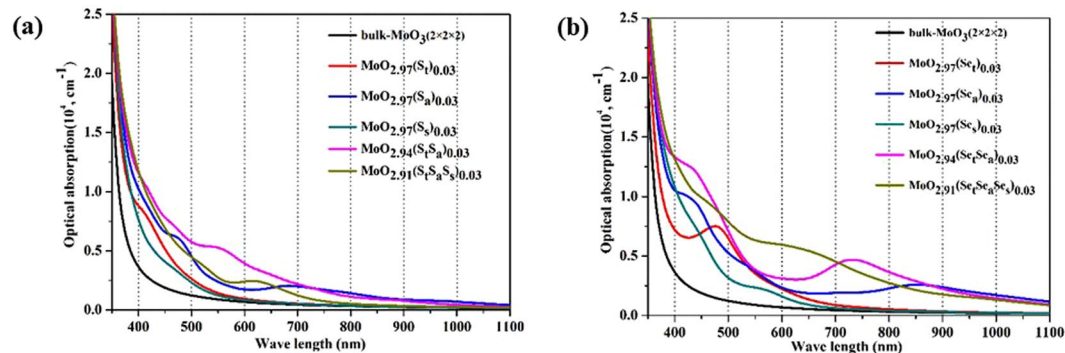 (a)
2.5
2.0
1.5
1.0
0.5
0.0
Optical absorption(10⁴, cm⁻¹)
bulk-MoO₃(2×2×2)
MoO₂.₉₇(Sₜ)₀.₀₃
MoO₂.₉₇(Sₐ)₀.₀₃
MoO₂.₉₇(Sₛ)₀.₀₃
MoO₂.₉₄(SₜSₐ)₀.₀₃
MoO₂.₉₁(SₜSₐSₛ)₀.₀₃
400 500 600 700 800 900 1000 1100
Wave length (nm)
(b)
2.5
2.0
1.5
1.0
0.5
0.0
Optical absorption(10⁴, cm⁻¹)
bulk-MoO₃(2×2×2)
MoO₂.₉₇(Seₜ)₀.₀₃
MoO₂.₉₇(Seₐ)₀.₀₃
MoO₂.₉₇(Seₛ)₀.₀₃
MoO₂.₉₄(SeₜSeₐ)₀.₀₃
MoO₂.₉₁(SeₜSeₐSeₛ)₀.₀₃
400 500 600 700 800 900 1000 1100
Wave length (nm)